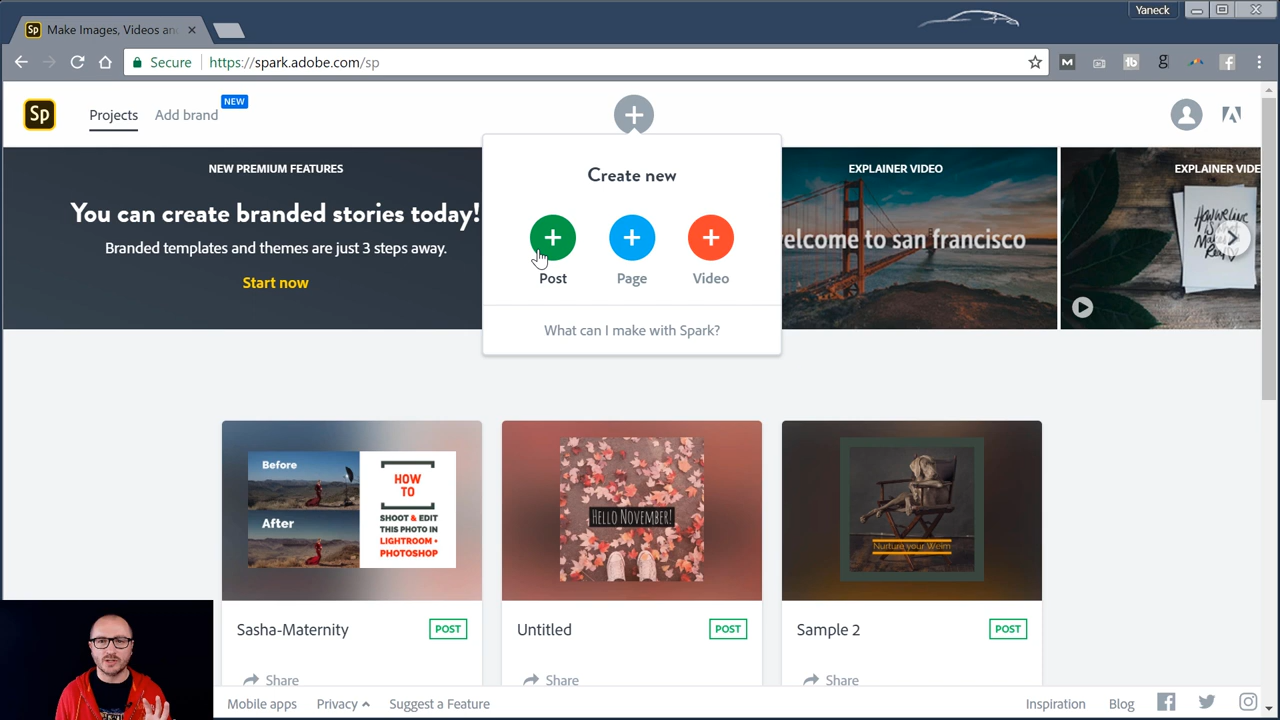 Yaneck
Sp Make Images, Videos an
Secure https://spark.adobe.com/sp
Sp Projects Add brand NEW
NEW PREMIUM FEATURES
You can create branded stories today!
Branded templates and themes are just 3 steps away.
Start now
Create new
Post Page Video
What can I make with Spark?
EXPLAINER VIDEO
elcome to san francisco
EXPLAINER VIDE
Before
After
HOW
TO
SHOOT & EDIT
THIS PHOTO IN
LIGHTROOM +
PHOTOSHOP
HELLO NOVEMBER!
Nurture your Weim
Sasha-Maternity POST
Untitled POST
Sample 2 POST
Share
Share
Share
Mobile apps Privacy Suggest a Feature Inspiration Blog